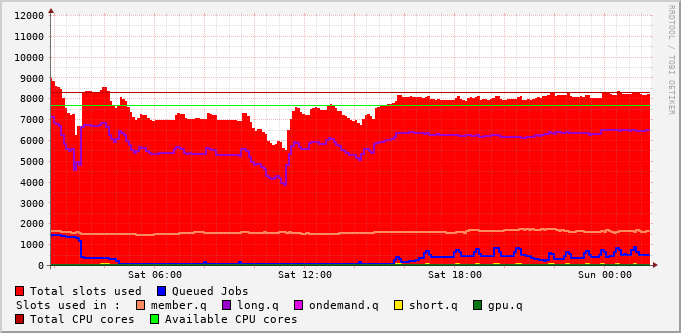 12000
11000
10000
9000
8000
7000
6000
5000
4000
3000
2000
1000
0
Sat 06:00 Sat 12:00 Sat 18:00 Sun 00:00
Total slots used Queued Jobs
Slots used in : member.q long.q ondemand.q short.q gpu.q
Total CPU cores Available CPU cores
RRDTOOL / TOBI OETIKER